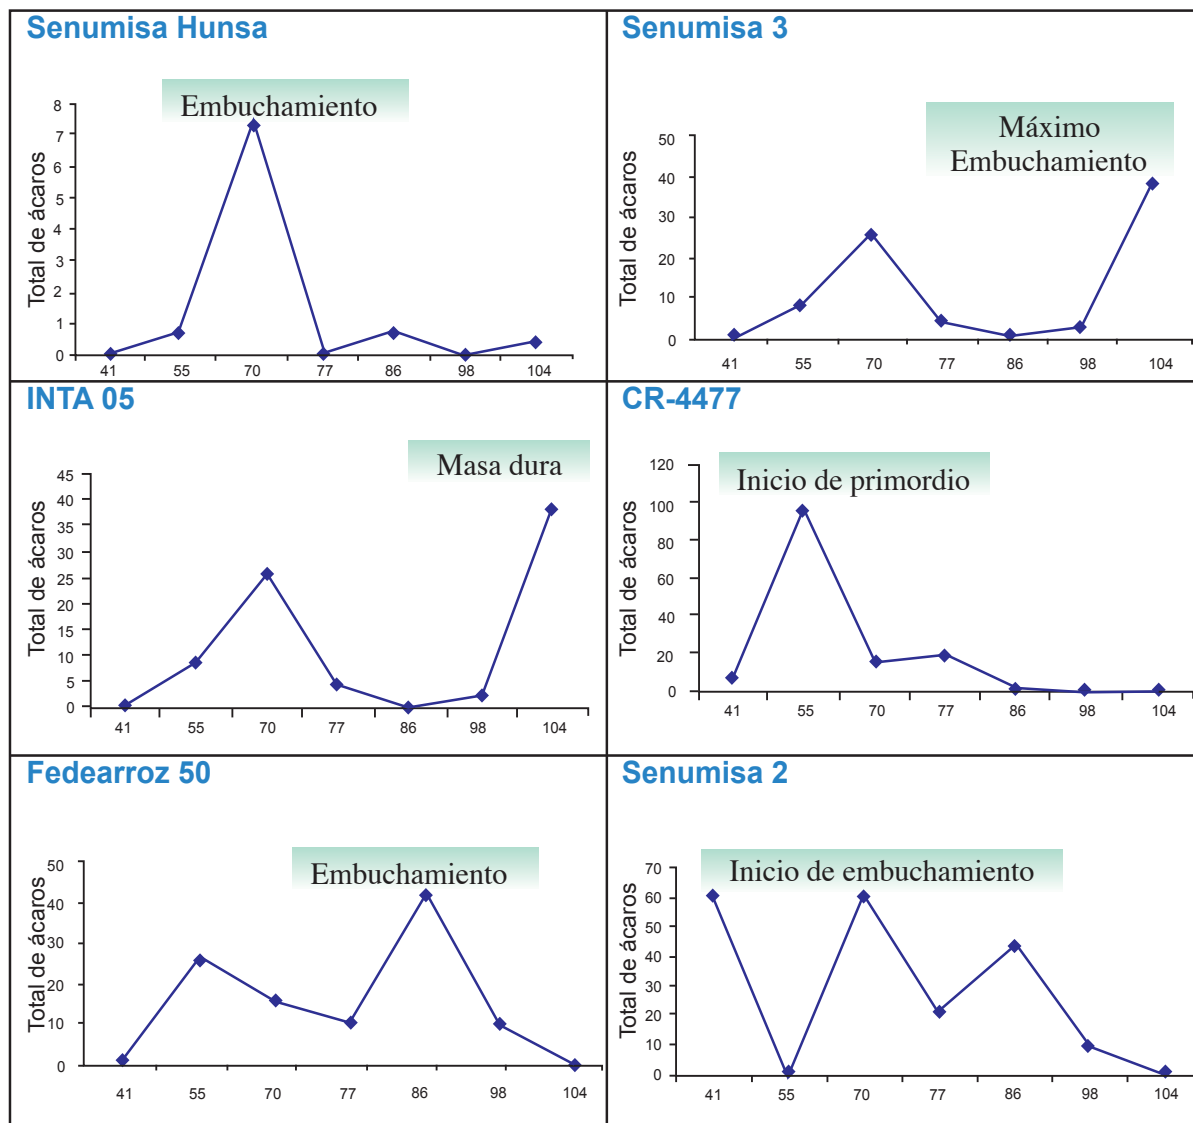 Senumisa Hunsa
Embuchamiento
Total de ácaros
8
7
6
5
4
3
2
1
0
41 55 70 77 86 98 104
Senumisa 3
Máximo
Embuchamiento
Total de ácaros
50
40
30
20
10
0
41 55 70 77 86 98 104
INTA 05
Masa dura
Total de ácaros
45
40
35
30
25
20
15
10
5
0
41 55 70 77 86 98 104
CR-4477
Inicio de primordio
Total de ácaros
120
100
80
60
40
20
0
41 55 70 77 86 98 104
Fedearroz 50
Embuchamiento
Total de ácaros
50
40
30
20
10
0
41 55 70 77 86 98 104
Senumisa 2
Inicio de embuchamiento
Total de ácaros
70
60
50
40
30
20
10
0
41 55 70 77 86 98 104